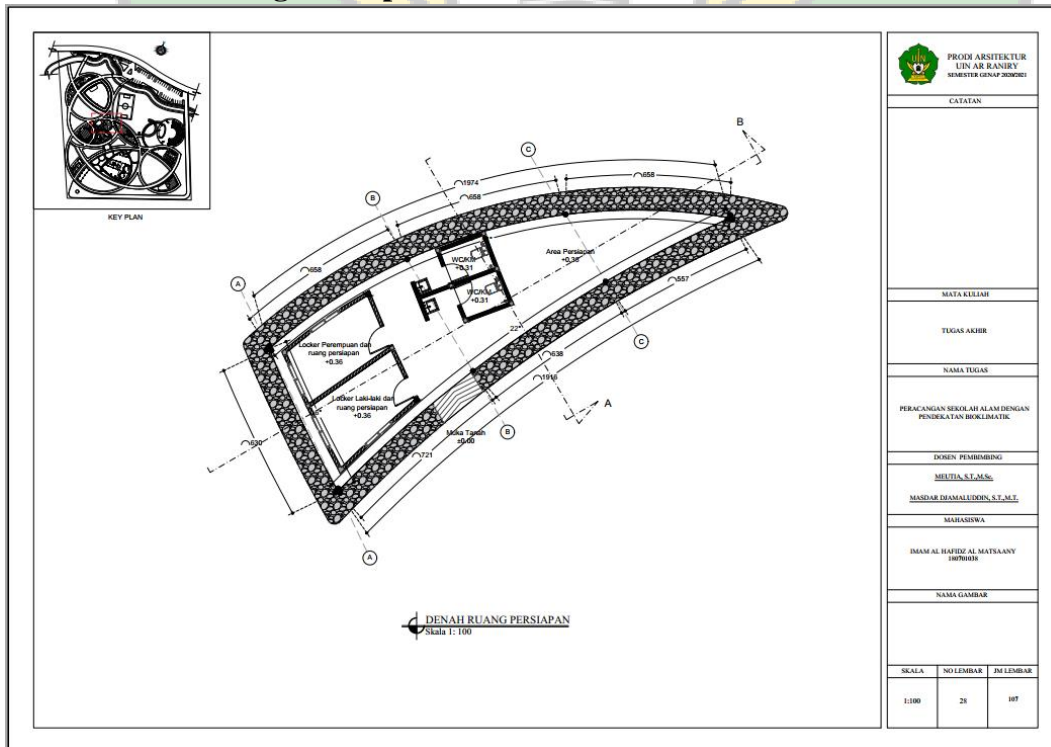 KEY PLAN
B
C
1974
658
658
B
658
A
WC/KM
+0.31
WC/KM
+0.31
Area Persiapan
+0.36
557
22°
C
638
1916
A
Locker Perempuan dan
ruang persiapan
+0.36
Locker Laki-laki dan
ruang persiapan
+0.36
Muka Tanah
±0.00
B
630
721
A
DENAH RUANG PERSIAPAN
Skala 1: 100
PRODI ARSITEKTUR
UIN AR RANIRY
SEMESTER GENAP 2020/2021
CATATAN
MATA KULIAH
TUGAS AKHIR
NAMA TUGAS
PERACANGAN SEKOLAH ALAM DENGAN
PENDEKATAN BIOKLIMATIK
DOSEN PEMBIMBING
MEUTIA, S.T.,M.Sc.
MASDAR DJAMALUDDIN, S.T.,M.T.
MAHASISWA
IMAM AL HAFIDZ AL MATSAANY
180701038
NAMA GAMBAR
SKALA NO LEMBAR JM LEMBAR
1:100 28 107